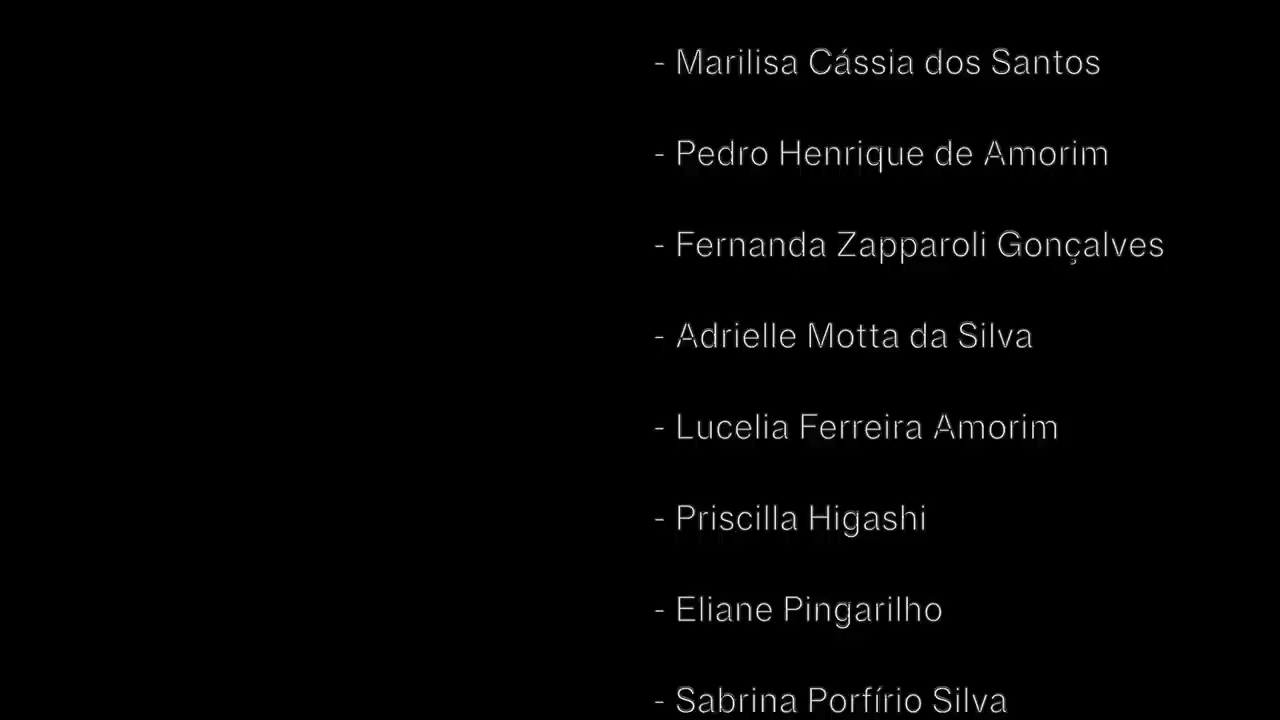 - Marilisa Cássia dos Santos
- Pedro Henrique de Amorim
- Fernanda Zapparoli Gonçalves
- Adrielle Motta da Silva
- Lucelia Ferreira Amorim
- Priscilla Higashi
- Eliane Pingarilho
- Sabrina Porfírio Silva